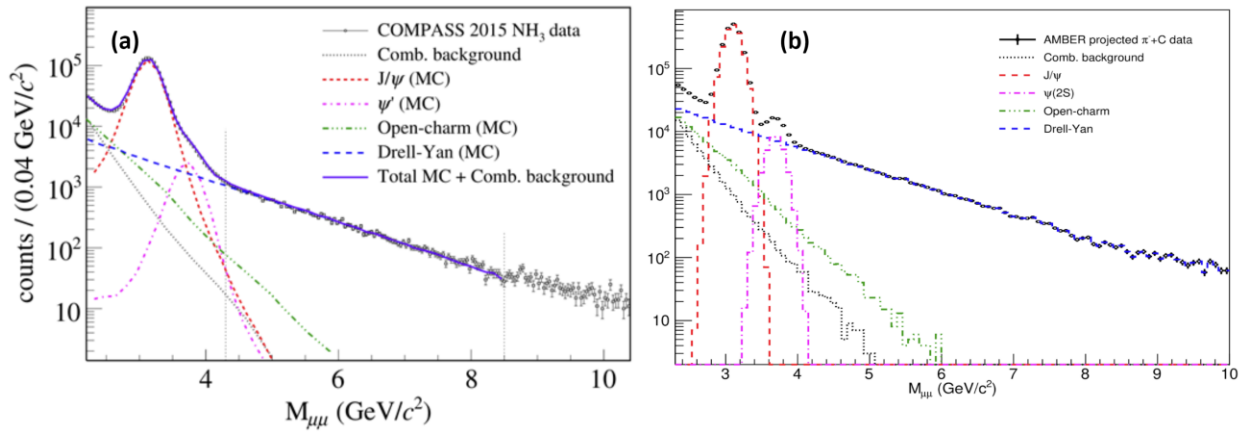 (a)
COMPASS 2015 NH3 data
Comb. background
J/ψ (MC)
ψ' (MC)
Open-charm (MC)
Drell-Yan (MC)
Total MC + Comb. background
counts / (0.04 GeV/c²)
10⁵
10⁴
10³
10²
10
4 6 8 10
Mμμ (GeV/c²)
(b)
AMBER projected π⁻+C data
Comb. background
J/ψ
ψ(2S)
Open-charm
Drell-Yan
10⁵
10⁴
10³
10²
10
3 4 5 6 7 8 9 10
Mμμ (GeV/c²)